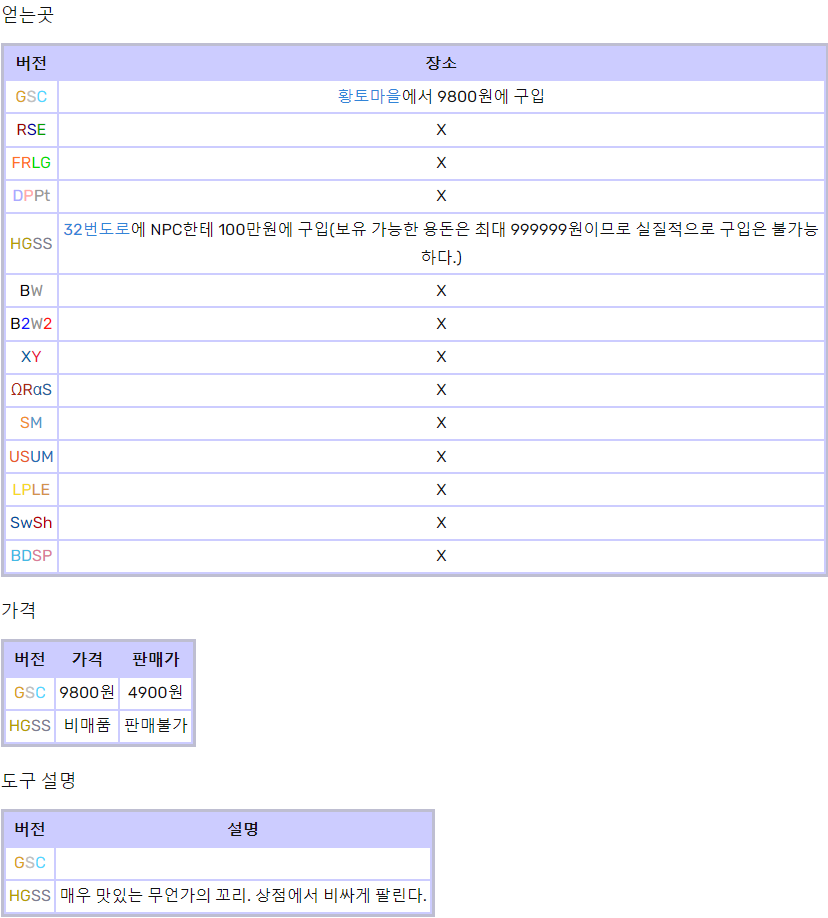 얻는곳
버전 장소
GSC 황토마을에서 9800원에 구입
RSE X
FRLG X
DPPt X
HGSS 32번도로에 NPC한테 100만원에 구입(보유 가능한 용돈은 최대 999999원이므로 실질적으로 구입은 불가능
하다.)
BW X
B2W2 X
XY X
ΩRαS X
SM X
USUM X
LPLE X
SwSh X
BDSP X
가격
버전 가격 판매가
GSC 9800원 4900원
HGSS 비매품 판매불가
도구 설명
버전 설명
GSC
HGSS 매우 맛있는 무언가의 꼬리. 상점에서 비싸게 팔린다.